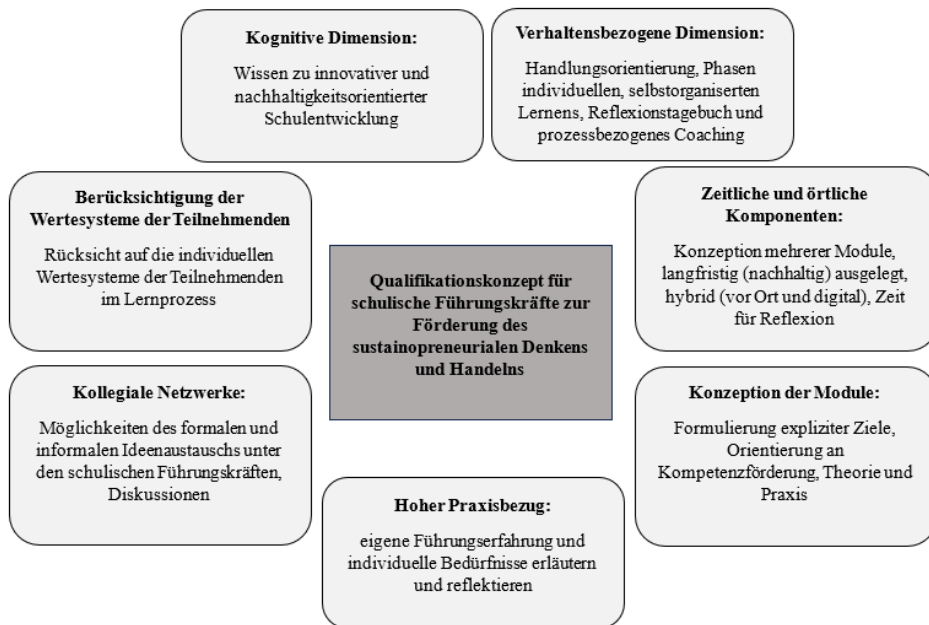 Kognitive Dimension:
Wissen zu innovativer und
nachhaltigkeitsorientierter
Schulentwicklung
Verhaltensbezogene Dimension:
Handlungsorientierung, Phasen
individuellen, selbstorganisierten
Lernens, Reflexionstagebuch und
prozessbezogenes Coaching
Berücksichtigung der
Wertesysteme der Teilnehmenden
Rücksicht auf die individuellen
Wertesysteme der Teilnehmenden
im Lernprozess
Zeitliche und örtliche
Komponenten:
Konzeption mehrerer Module,
langfristig (nachhaltig) ausgelegt,
hybrid (vor Ort und digital), Zeit
für Reflexion
Qualifikationskonzept für
schulische Führungskräfte zur
Förderung des
sustainopreneurialen Denkens
und Handelns
Kollegiale Netzwerke:
Möglichkeiten des formalen und
informalen Ideenaustauschs unter
den schulischen Führungskräften,
Diskussionen
Konzeption der Module:
Formulierung expliziter Ziele,
Orientierung an
Kompetenzförderung, Theorie und
Praxis
Hoher Praxisbezug:
eigene Führungserfahrung und
individuelle Bedürfnisse erläutern
und reflektieren